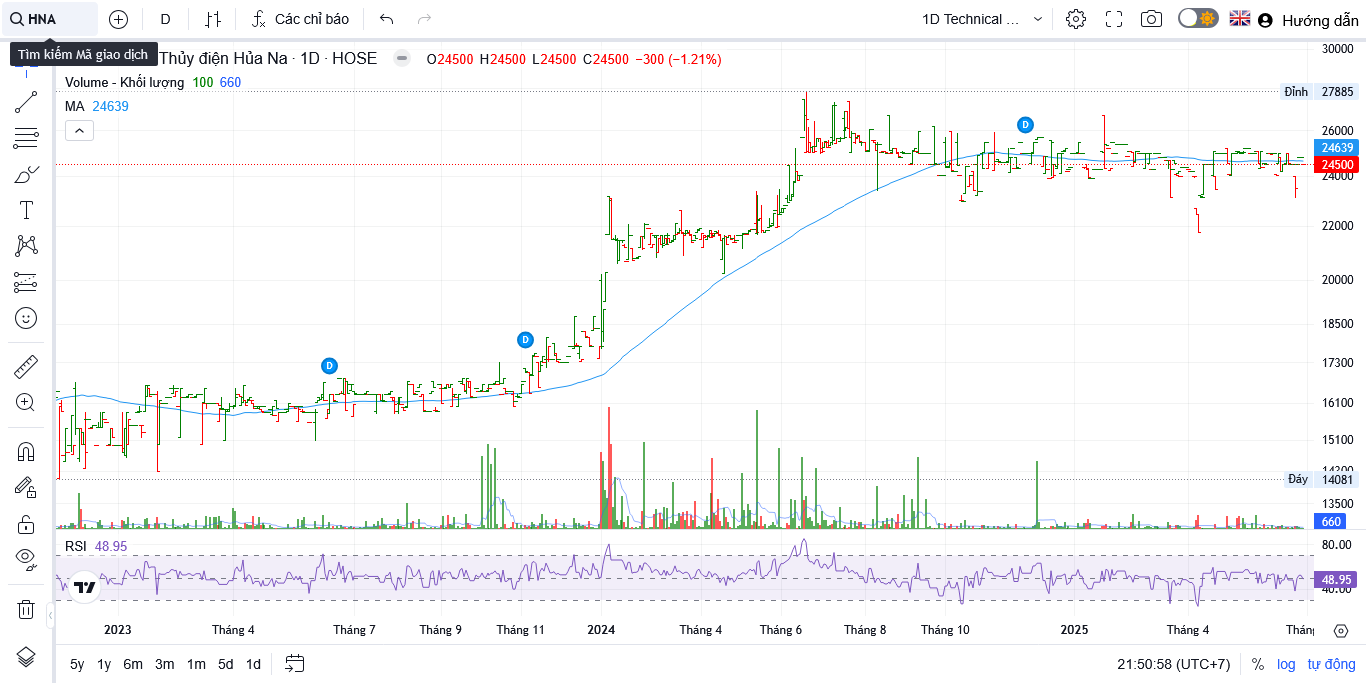 HNA
D
Các chỉ báo
1D Technical ...
Hướng dẫn
Tìm kiếm Mã giao dịch
Thủy điện Hủa Na · 1D · HOSE
O24500 H24500 L24500 C24500 −300 (−1.21%)
Volume - Khối lượng 100 660
MA 24639
30000
Đỉnh 27885
26000
24639
24500
24000
22000
20000
18500
17300
16100
15100
14200
Đáy 14081
13500
660
D
D
D
RSI 48.95
80.00
48.95
40.00
2023
Tháng 4
Tháng 7
Tháng 9
Tháng 11
2024
Tháng 4
Tháng 6
Tháng 8
Tháng 10
2025
Tháng 4
Tháng
5y 1y 6m 3m 1m 5d 1d
21:50:58 (UTC+7)
% log tự động